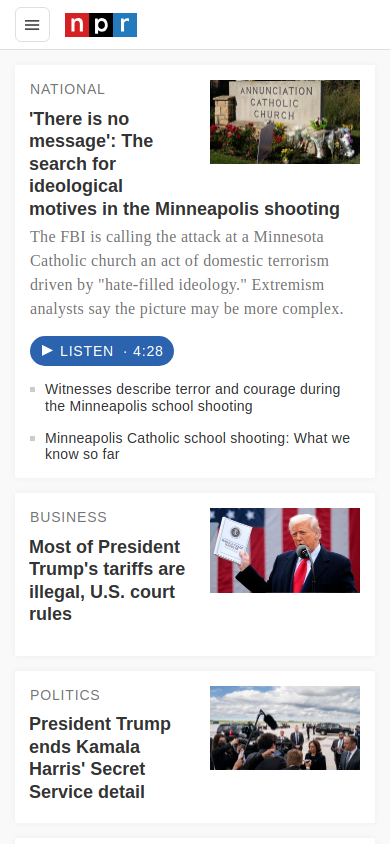 npr
NATIONAL
'There is no
message': The
search for
ideological
motives in the Minneapolis shooting
ANNUNCIATION
CATHOLIC
CHURCH
The FBI is calling the attack at a Minnesota
Catholic church an act of domestic terrorism
driven by "hate-filled ideology." Extremism
analysts say the picture may be more complex.
LISTEN · 4:28
Witnesses describe terror and courage during
the Minneapolis school shooting
Minneapolis Catholic school shooting: What we
know so far
BUSINESS
Most of President
Trump's tariffs are
illegal, U.S. court
rules
POLITICS
President Trump
ends Kamala
Harris' Secret
Service detail